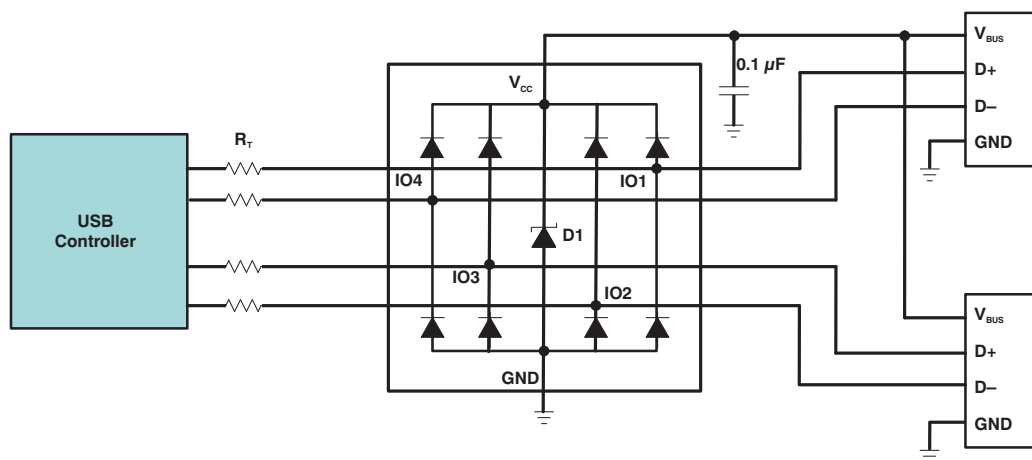 V_BUS
0.1 µF
D+
V_CC
D–
R_T
GND
IO4
IO1
USB
Controller
D1
IO3
IO2
V_BUS
D+
GND
D–
GND